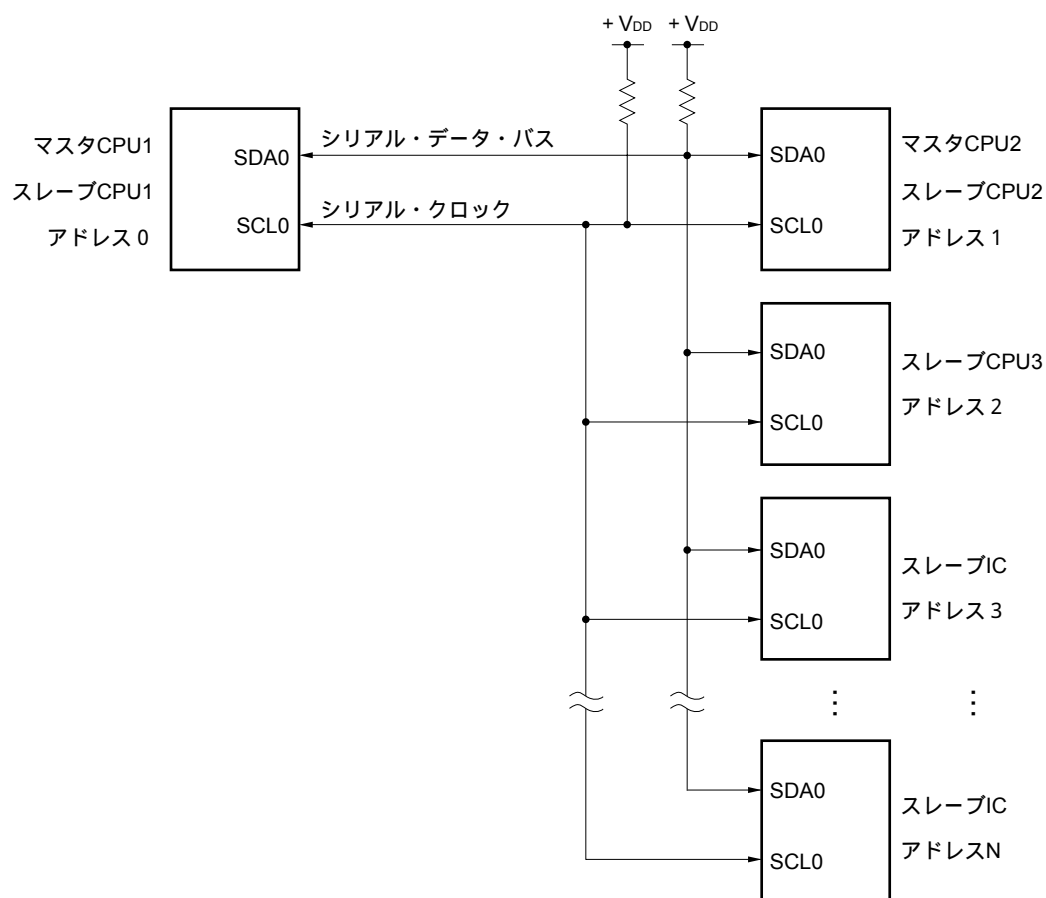 + VDD
+ VDD
マスタCPU1
スレーブCPU1
アドレス 0
SDA0
SCL0
シリアル・データ・バス
シリアル・クロック
SDA0
SCL0
マスタCPU2
スレーブCPU2
アドレス 1
SDA0
SCL0
スレーブCPU3
アドレス 2
SDA0
SCL0
スレーブIC
アドレス 3
SDA0
SCL0
スレーブIC
アドレスN